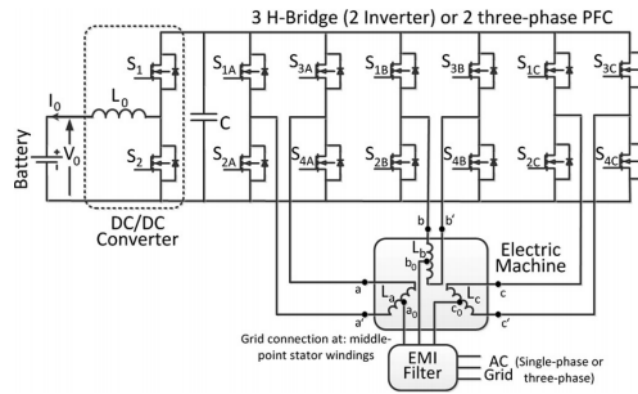 3 H-Bridge (2 Inverter) or 2 three-phase PFC
S1
S1A
S3A
S1B
S3B
S1C
S3C
I0
L0
C
Battery
+
-
V0
S2
S2A
S4A
S2B
S4B
S2C
S4C
DC/DC
Converter
b
b'
Electric
Machine
Lb
b0
a
La
a0
a'
Lc
c0
c
c'
Grid connection at: middle-
point stator windings
EMI
Filter
AC
Grid
(Single-phase or
three-phase)